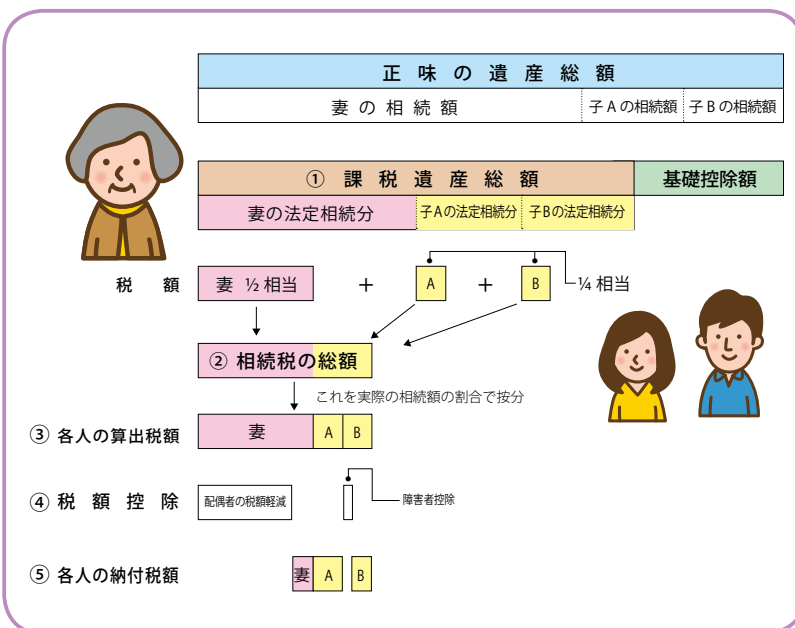 正味の遺産総額
妻の相続額 子Aの相続額 子Bの相続額
① 課税遺産総額 基礎控除額
妻の法定相続分 子Aの法定相続分 子Bの法定相続分
税額 妻 ½ 相当 + A + B ¼ 相当
② 相続税の総額
これを実際の相続額の割合で按分
③ 各人の算出税額 妻 A B
④ 税額控除 配偶者の税額軽減 障害者控除
⑤ 各人の納付税額 妻 A B